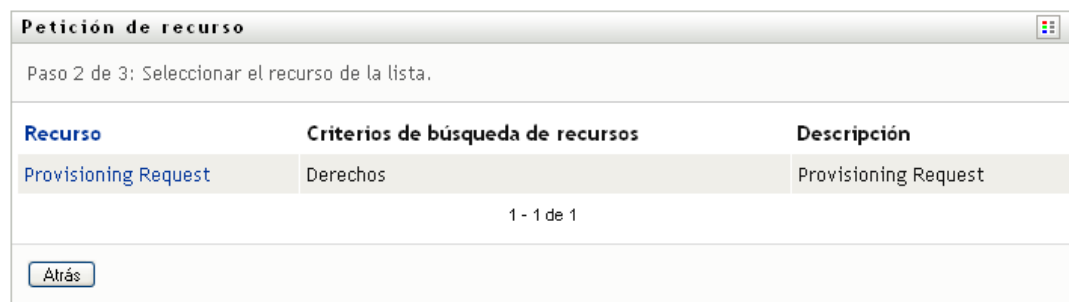 Petición de recurso
Paso 2 de 3: Seleccionar el recurso de la lista.
Recurso Criterios de búsqueda de recursos Descripción
Provisioning Request Derechos Provisioning Request
1 - 1 de 1
Atrás